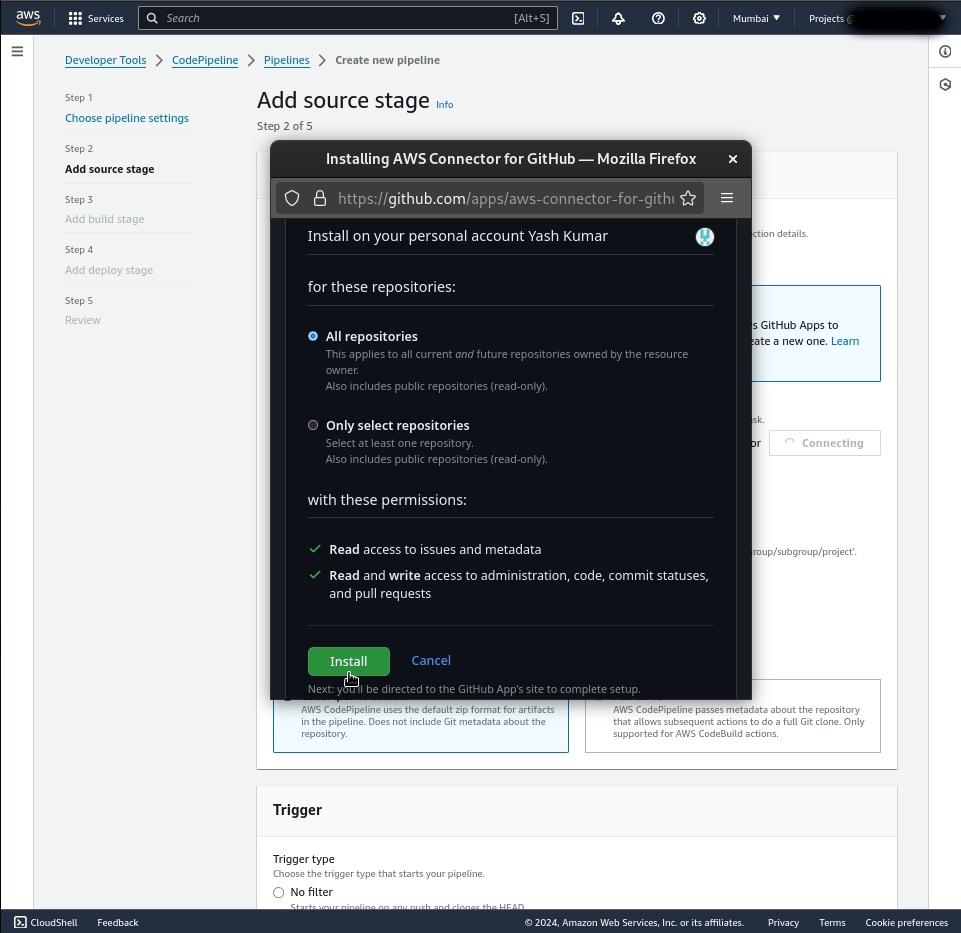 aws
Services
Search
[Alt+S]
Mumbai
Projects @
Developer Tools
CodePipeline
Pipelines
Create new pipeline
Step 1
Choose pipeline settings
Step 2
Add source stage
Step 3
Add build stage
Step 4
Add deploy stage
Step 5
Review
Add source stage
Info
Step 2 of 5
Installing AWS Connector for GitHub — Mozilla Firefox
https://github.com/apps/aws-connector-for-gith
Install on your personal account Yash Kumar
for these repositories:
All repositories
This applies to all current and future repositories owned by the resource
owner.
Also includes public repositories (read-only).
Only select repositories
Select at least one repository.
Also includes public repositories (read-only).
with these permissions:
Read access to issues and metadata
Read and write access to administration, code, commit statuses,
and pull requests
Install
Cancel
Next: you'll be directed to the GitHub App's site to complete setup.
ction details.
s GitHub Apps to
eate a new one. Learn
sk.
or
Connecting
roup/subgroup/project'.
AWS CodePipeline uses the default zip format for artifacts
in the pipeline. Does not include Git metadata about the
repository.
AWS CodePipeline passes metadata about the repository
that allows subsequent actions to do a full Git clone. Only
supported for AWS CodeBuild actions.
Trigger
Trigger type
Choose the trigger type that starts your pipeline.
No filter
Starts your pipeline on any push and clones the HEAD.
CloudShell
Feedback
© 2024, Amazon Web Services, Inc. or its affiliates.
Privacy
Terms
Cookie preferences